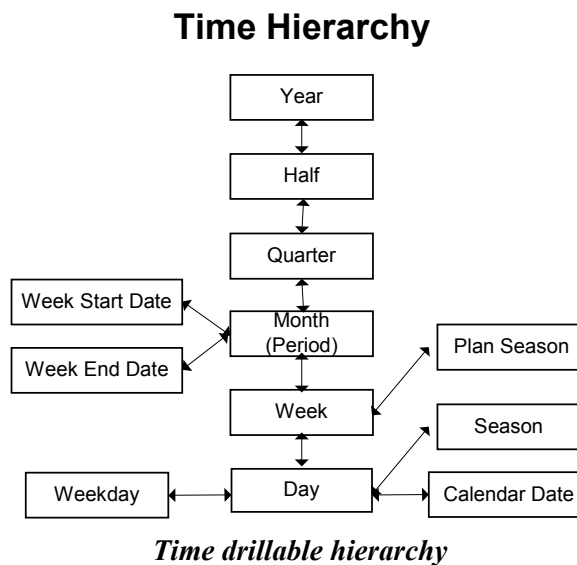 Time Hierarchy
Year
Half
Quarter
Week Start Date
Month
(Period)
Week End Date
Plan Season
Week
Season
Weekday
Day
Calendar Date
Time drillable hierarchy